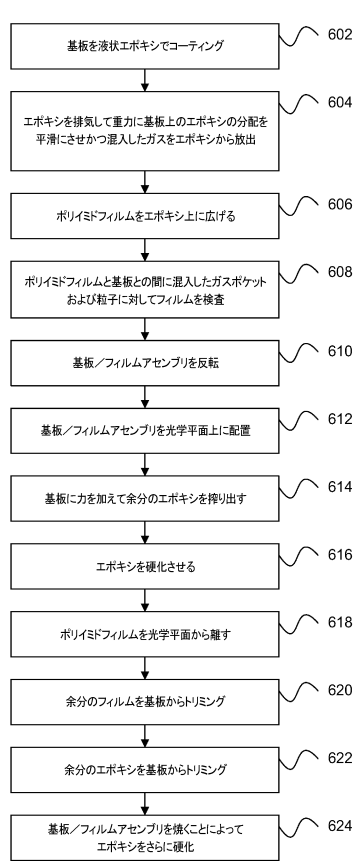 基板を液状エポキシでコーティング
602
エポキシを排気して重力に基板上のエポキシの分配を
平滑にさせかつ混入したガスをエポキシから放出
604
ポリイミドフィルムをエポキシ上に広げる
606
ポリイミドフィルムと基板との間に混入したガスポケット
および粒子に対してフィルムを検査
608
基板／フィルムアセンブリを反転
610
基板／フィルムアセンブリを光学平面上に配置
612
基板に力を加えて余分のエポキシを搾り出す
614
エポキシを硬化させる
616
ポリイミドフィルムを光学平面から離す
618
余分のフィルムを基板からトリミング
620
余分のエポキシを基板からトリミング
622
基板／フィルムアセンブリを焼くことによって
エポキシをさらに硬化
624